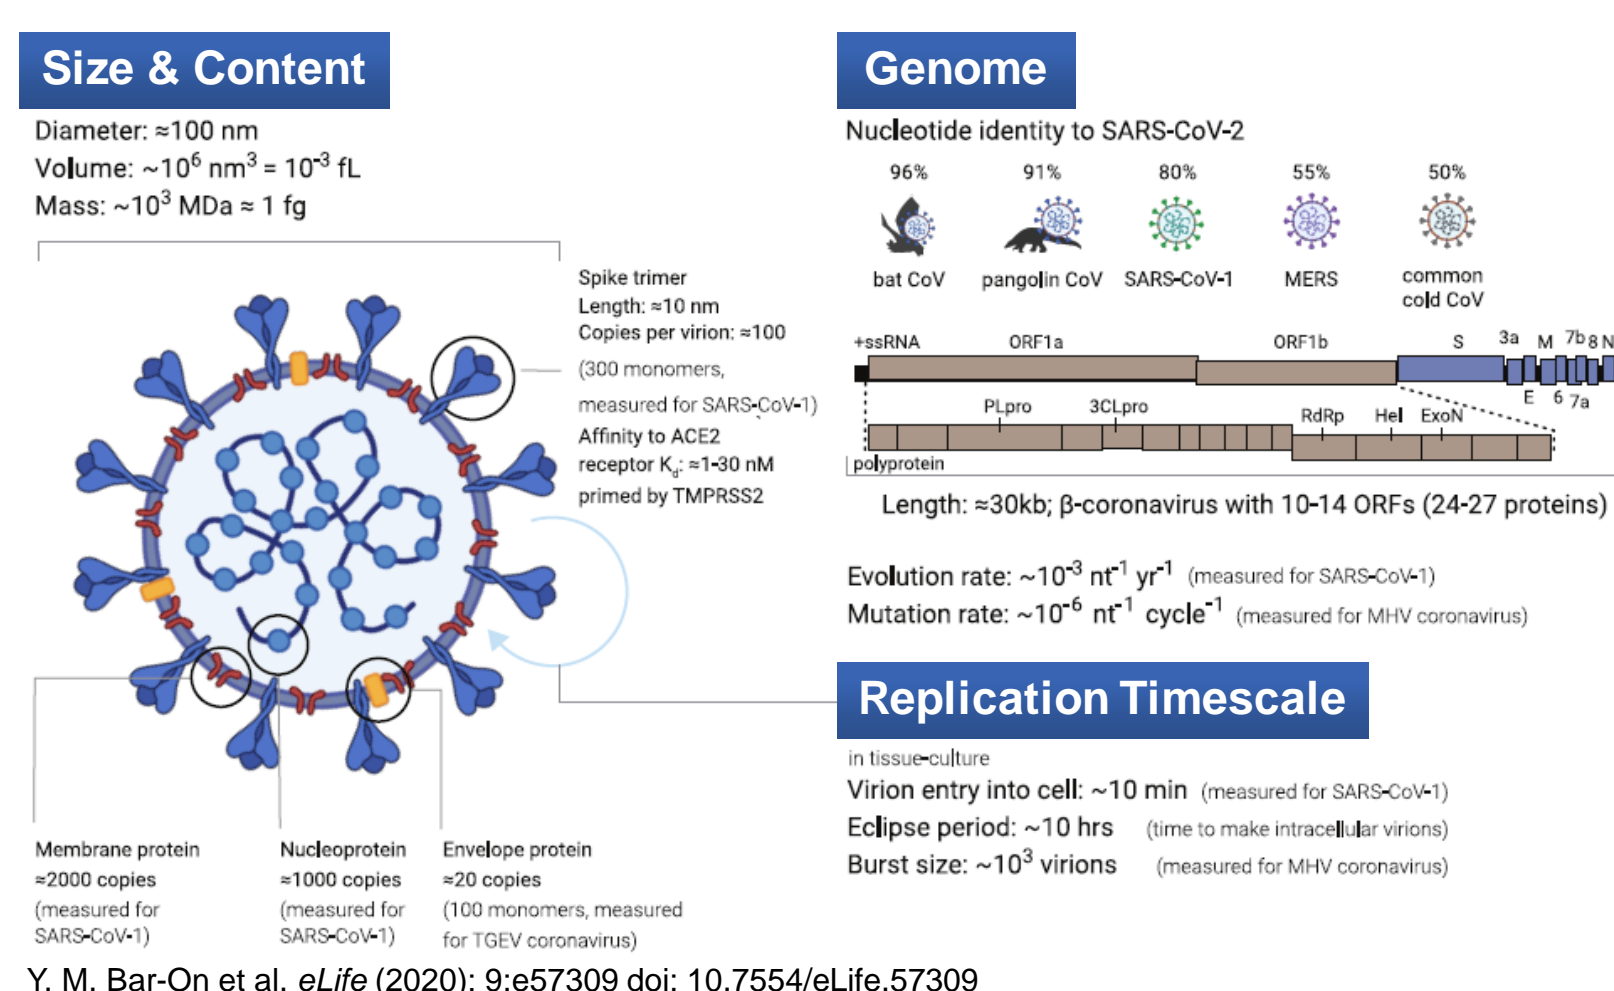 Size & Content
Diameter: ≈100 nm
Volume: ~10⁶ nm³ = 10⁻³ fL
Mass: ~10³ MDa ≈ 1 fg
Spike trimer
Length: ≈10 nm
Copies per virion: ≈100
(300 monomers,
measured for SARS-CoV-1)
Affinity to ACE2
receptor K_d: ≈1-30 nM
primed by TMPRSS2
Membrane protein
≈2000 copies
(measured for
SARS-CoV-1)
Nucleoprotein
≈1000 copies
(measured for
SARS-CoV-1)
Envelope protein
≈20 copies
(100 monomers, measured
for TGEV coronavirus)
Genome
Nucleotide identity to SARS-CoV-2
96% 91% 80% 55% 50%
bat CoV pangolin CoV SARS-CoV-1 MERS common
cold CoV
+ssRNA ORF1a ORF1b S 3a M 7b 8 N
E 6 7a
PLpro 3CLpro RdRp Hel ExoN
polyprotein
Length: ≈30kb; β-coronavirus with 10-14 ORFs (24-27 proteins)
Evolution rate: ~10⁻³ nt⁻¹ yr⁻¹ (measured for SARS-CoV-1)
Mutation rate: ~10⁻⁶ nt⁻¹ cycle⁻¹ (measured for MHV coronavirus)
Replication Timescale
in tissue-culture
Virion entry into cell: ~10 min (measured for SARS-CoV-1)
Eclipse period: ~10 hrs (time to make intracellular virions)
Burst size: ~10³ virions (measured for MHV coronavirus)
Y. M. Bar-On et al. eLife (2020): 9:e57309 doi: 10.7554/eLife.57309